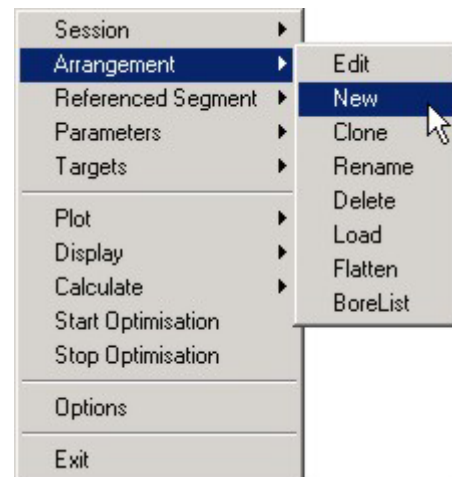 Session
Arrangement
Referenced Segment
Parameters
Targets
Plot
Display
Calculate
Start Optimisation
Stop Optimisation
Options
Exit
Edit
New
Clone
Rename
Delete
Load
Flatten
BoreList